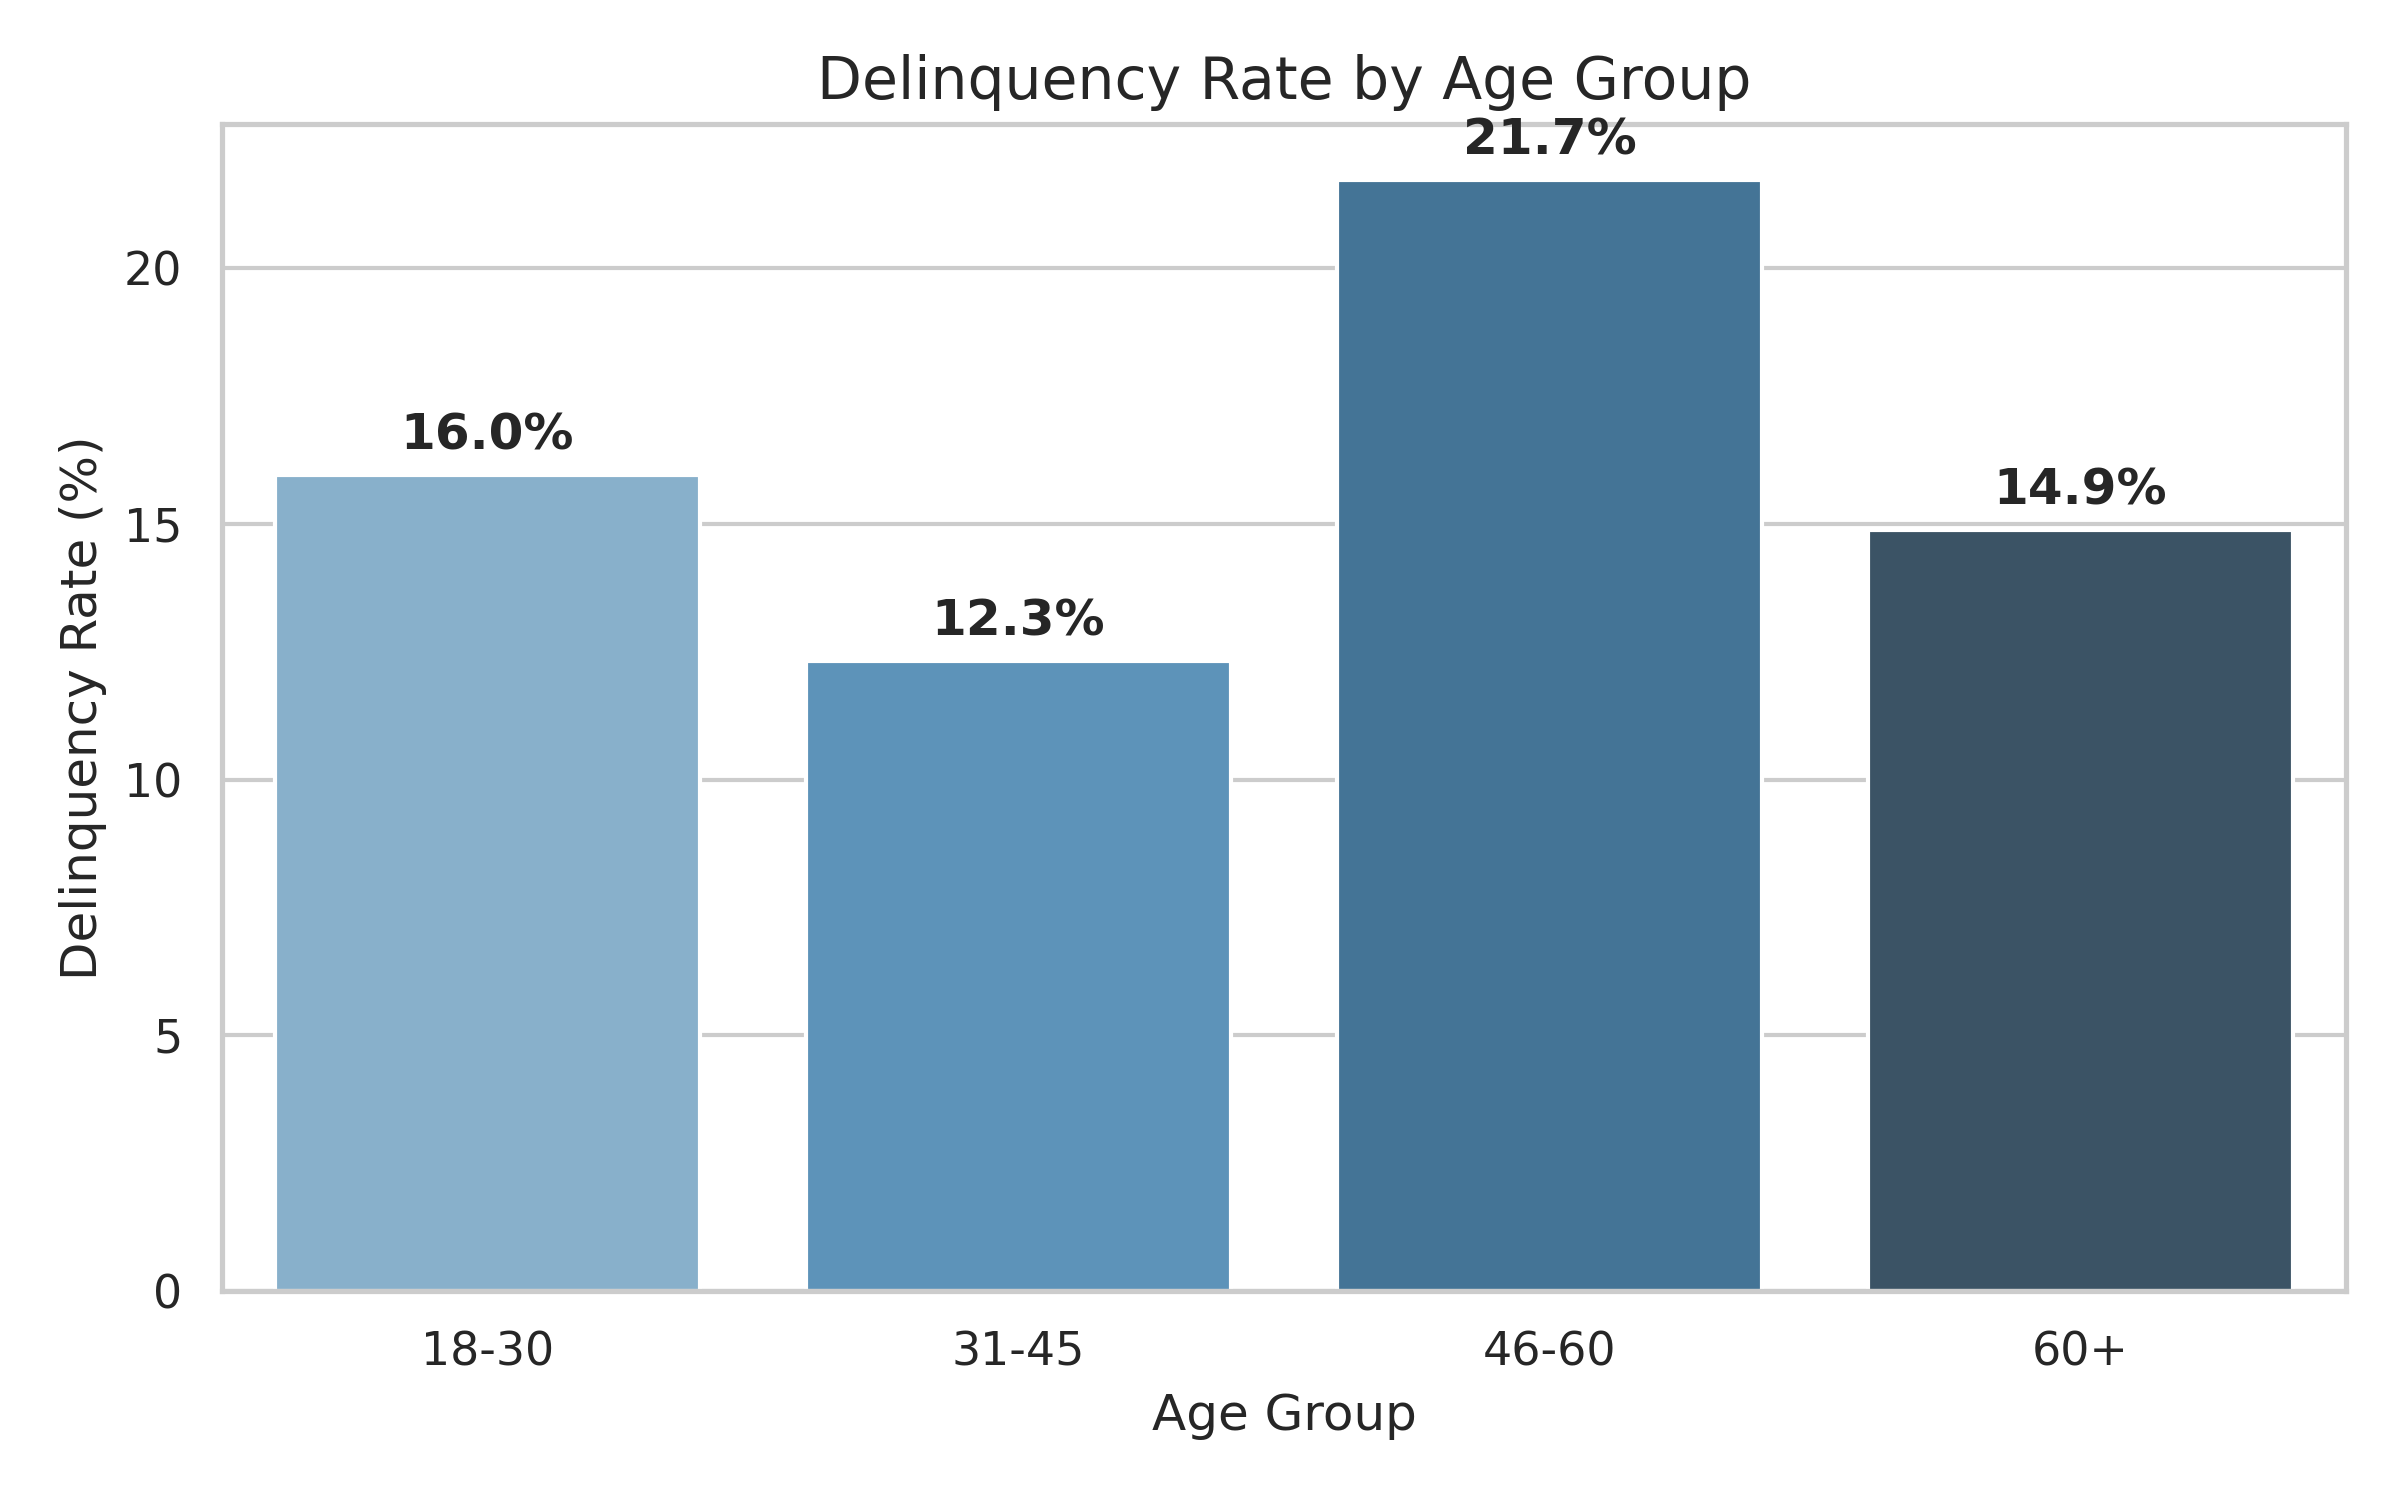 Delinquency Rate by Age Group
21.7%
20
16.0%
14.9%
15
12.3%
10
5
0
Delinquency Rate (%)
18-30 31-45 46-60 60+
Age Group